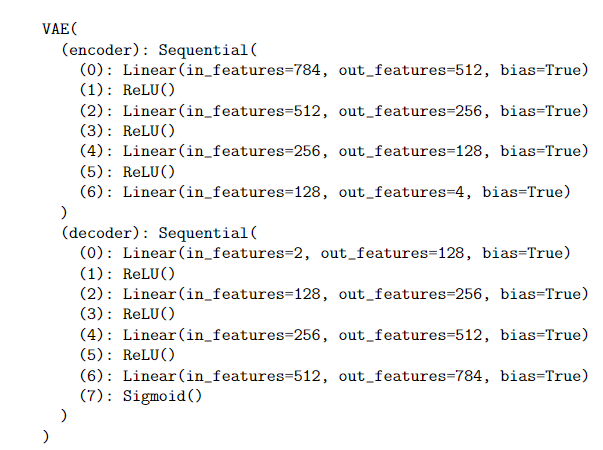 VAE(
  (encoder): Sequential(
    (0): Linear(in_features=784, out_features=512, bias=True)
    (1): ReLU()
    (2): Linear(in_features=512, out_features=256, bias=True)
    (3): ReLU()
    (4): Linear(in_features=256, out_features=128, bias=True)
    (5): ReLU()
    (6): Linear(in_features=128, out_features=4, bias=True)
  )
  (decoder): Sequential(
    (0): Linear(in_features=2, out_features=128, bias=True)
    (1): ReLU()
    (2): Linear(in_features=128, out_features=256, bias=True)
    (3): ReLU()
    (4): Linear(in_features=256, out_features=512, bias=True)
    (5): ReLU()
    (6): Linear(in_features=512, out_features=784, bias=True)
    (7): Sigmoid()
  )
)